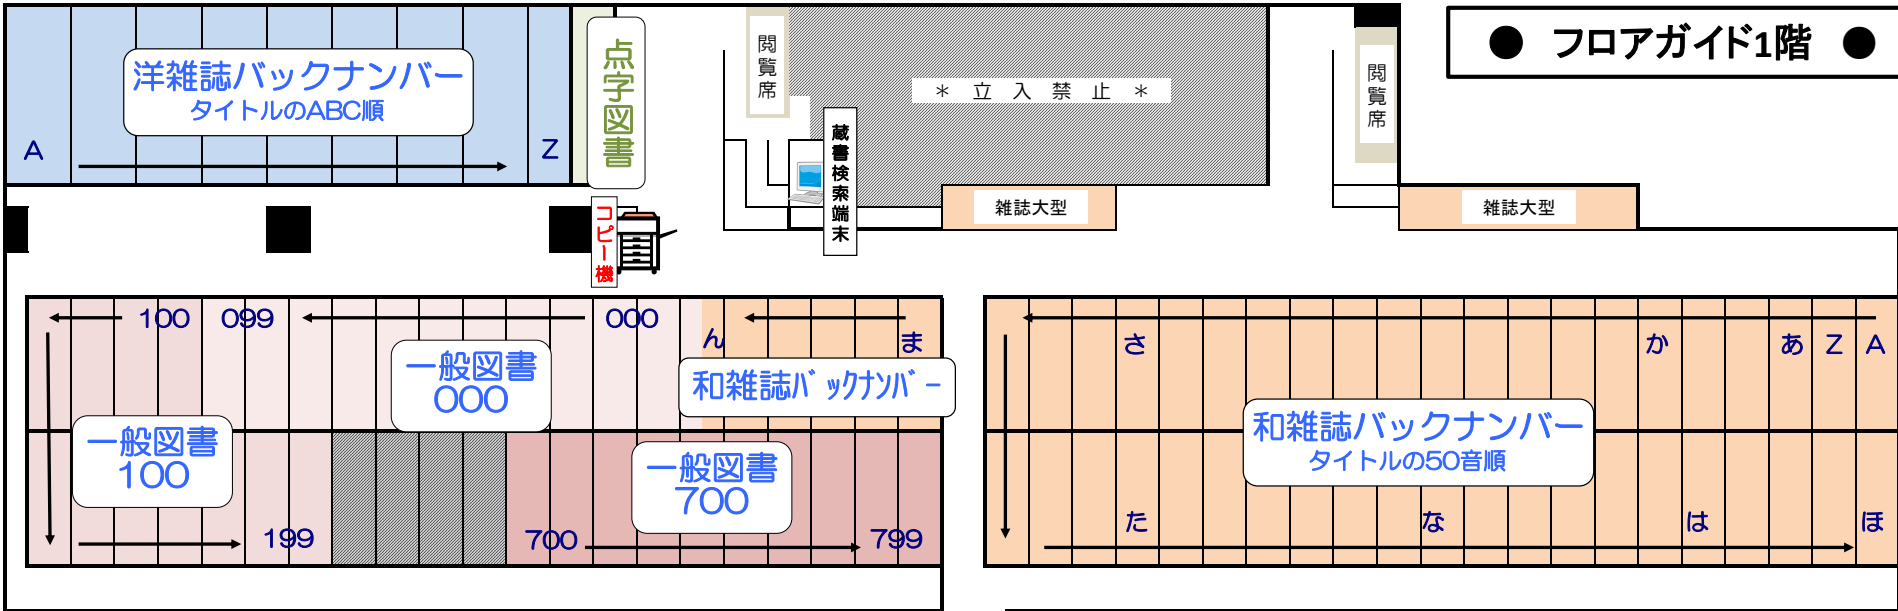 ● フロアガイド1階 ●
洋雑誌バックナンバー
タイトルのABC順
A
Z
点字図書
閲覧席
＊ 立 入 禁 止 ＊
閲覧席
蔵書検索端末
雑誌大型
雑誌大型
コピー機
100 099
000
ん
ま
一般図書
000
和雑誌バックナンバー
一般図書
100
199
一般図書
700
700
799
さ
か
あ Z A
和雑誌バックナンバー
タイトルの50音順
た
な
は
ほ